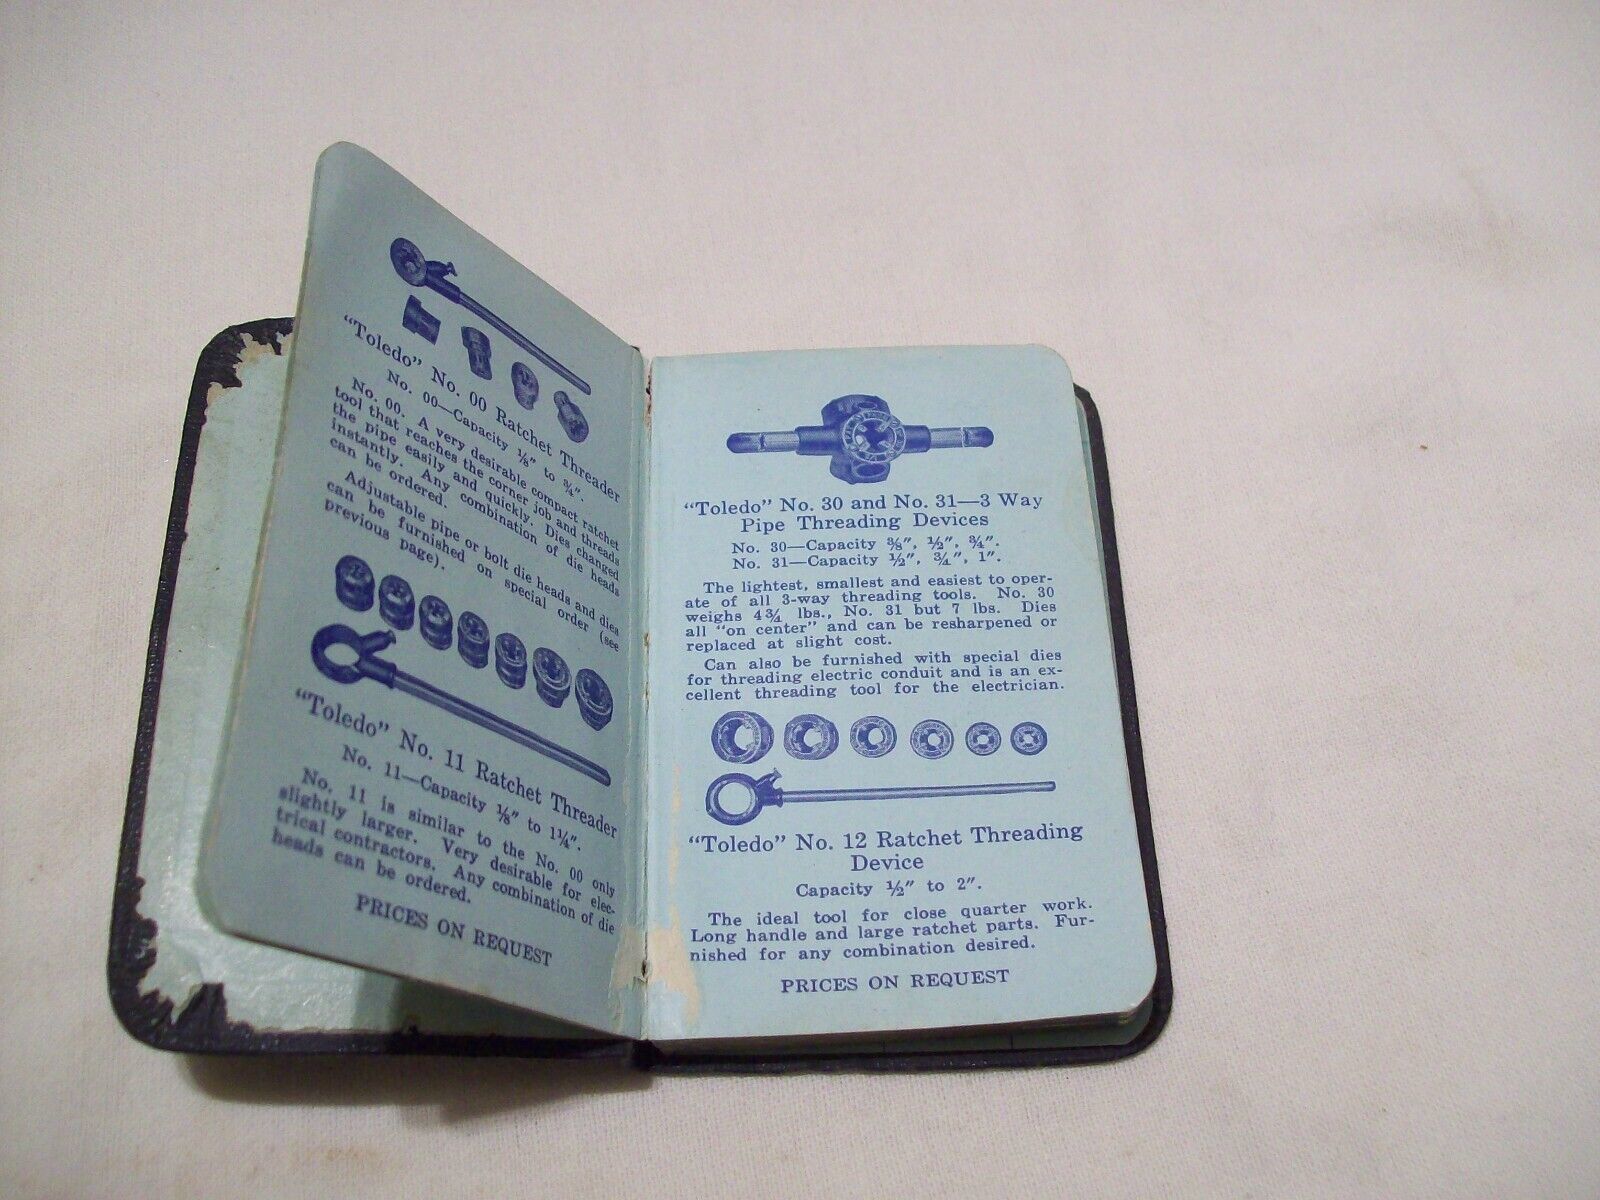 "Toledo" No. 00 Ratchet Threader
No. 00—Capacity ⅛" to ¾".
No. 00. A very desirable compact ratchet
tool that reaches the corner job and threads
the pipe easily and quickly. Dies changed
instantly. Any combination of die heads
can be ordered.
Adjustable pipe or bolt die heads and dies
can be furnished on special order (see
previous page).
"Toledo" No. 11 Ratchet Threader
No. 11—Capacity ⅛" to 1¼".
No. 11 is similar to the No. 00 only
slightly larger. Very desirable for elec-
trical contractors. Any combination of die
heads can be ordered.
PRICES ON REQUEST
"Toledo" No. 30 and No. 31—3 Way
Pipe Threading Devices
No. 30—Capacity ⅜", ½", ¾".
No. 31—Capacity ½", ¾", 1".
The lightest, smallest and easiest to oper-
ate of all 3-way threading tools. No. 30
weighs 4¾ lbs., No. 31 but 7 lbs. Dies
all "on center" and can be resharpened or
replaced at slight cost.
Can also be furnished with special dies
for threading electric conduit and is an ex-
cellent threading tool for the electrician.
"Toledo" No. 12 Ratchet Threading
Device
Capacity ½" to 2".
The ideal tool for close quarter work.
Long handle and large ratchet parts. Fur-
nished for any combination desired.
PRICES ON REQUEST